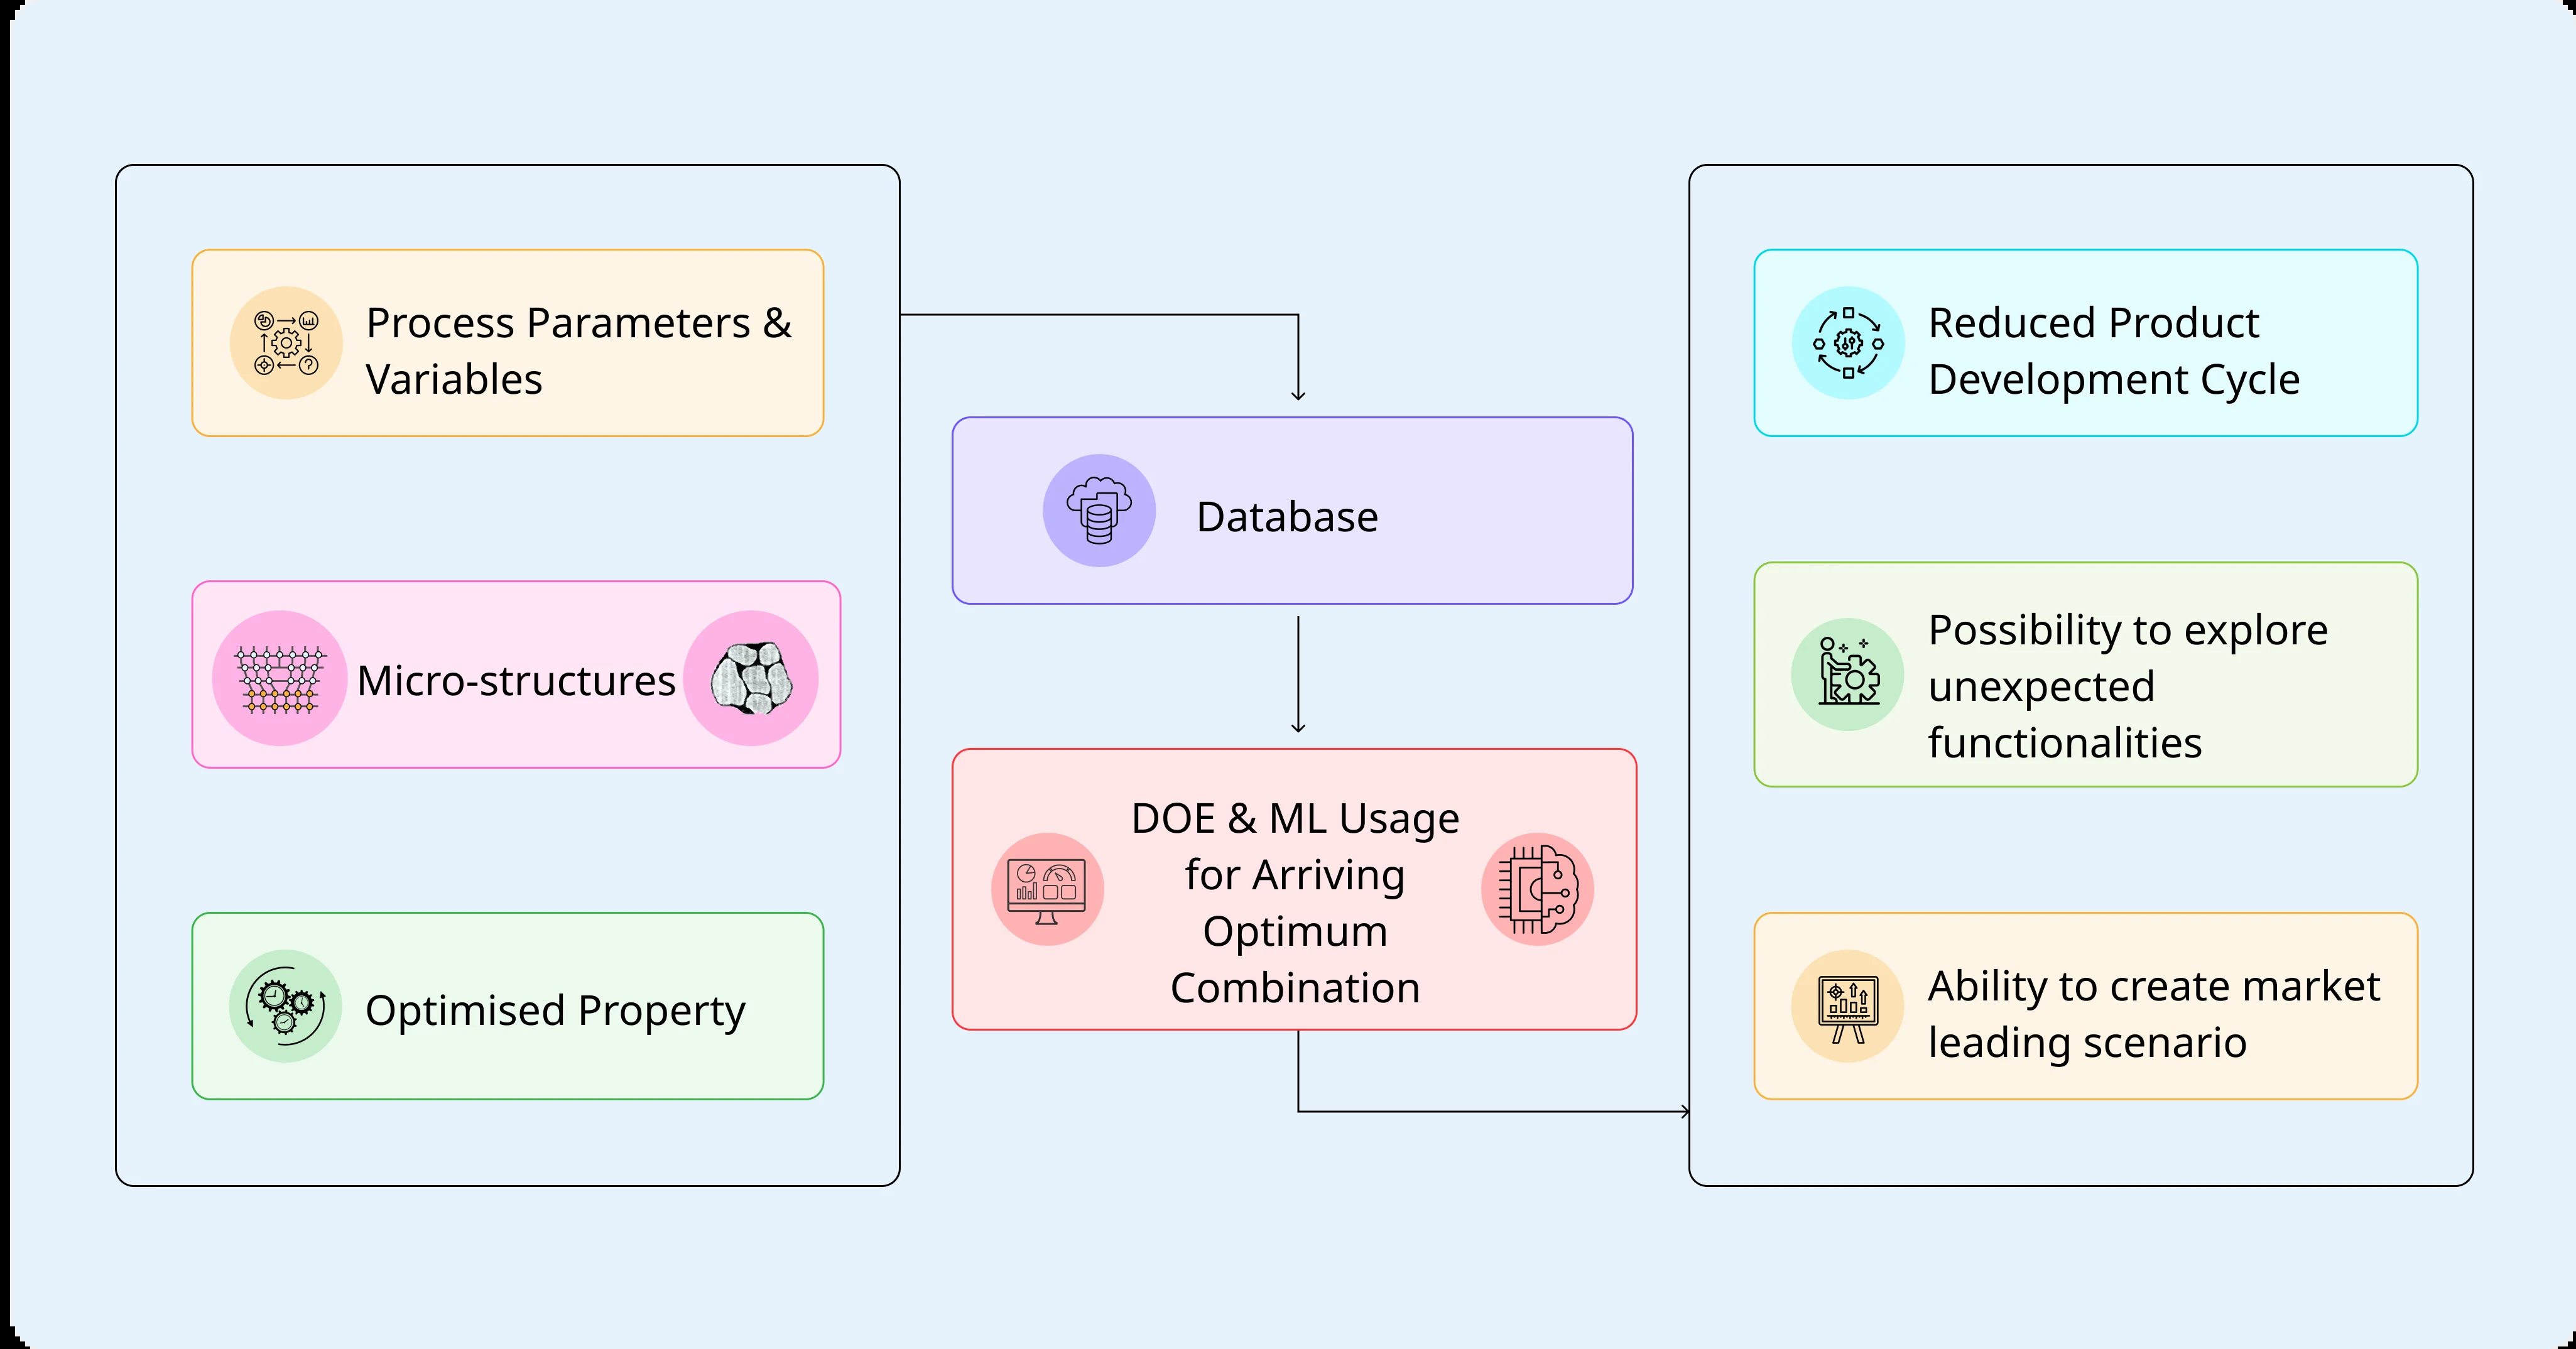 Process Parameters &
Variables
Micro-structures
Optimised Property
Database
DOE & ML Usage
for Arriving
Optimum
Combination
Reduced Product
Development Cycle
Possibility to explore
unexpected
functionalities
Ability to create market
leading scenario